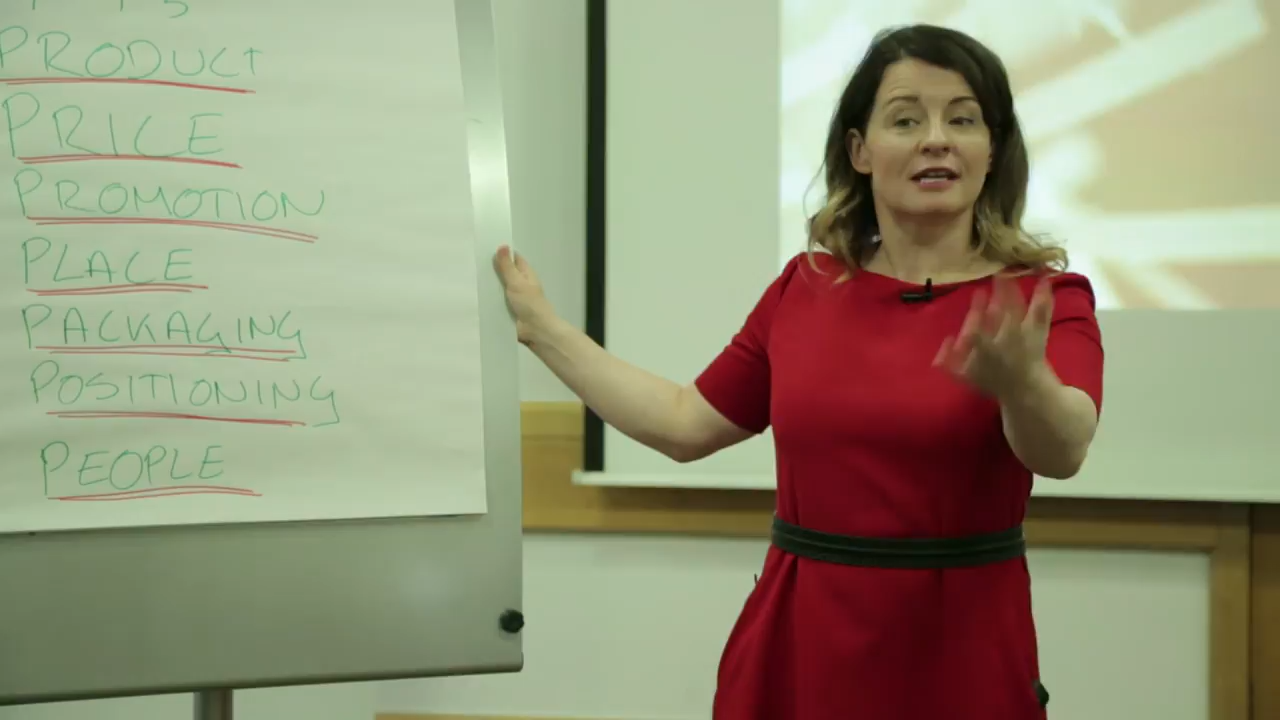 PRODUCT
PRICE
PROMOTION
PLACE
PACKAGING
POSITIONING
PEOPLE